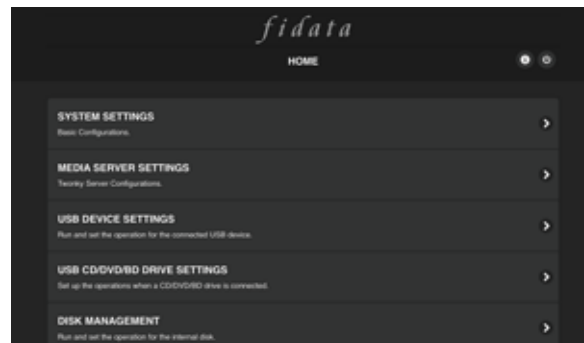 fidata
HOME
SYSTEM SETTINGS
Basic Configurations.
MEDIA SERVER SETTINGS
Twonky Server Configurations.
USB DEVICE SETTINGS
Run and set the operation for the connected USB device.
USB CD/DVD/BD DRIVE SETTINGS
Set up the operations when a CD/DVD/BD drive is connected.
DISK MANAGEMENT
Run and set the operation for the internal disk.